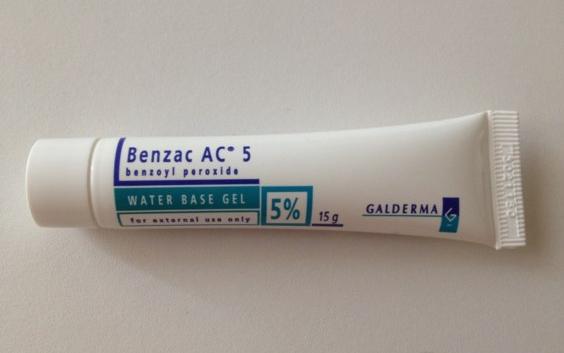 Benzac AC® 5
benzoyl peroxide
WATER BASE GEL
5%
for external use only
15 g
GALDERMA